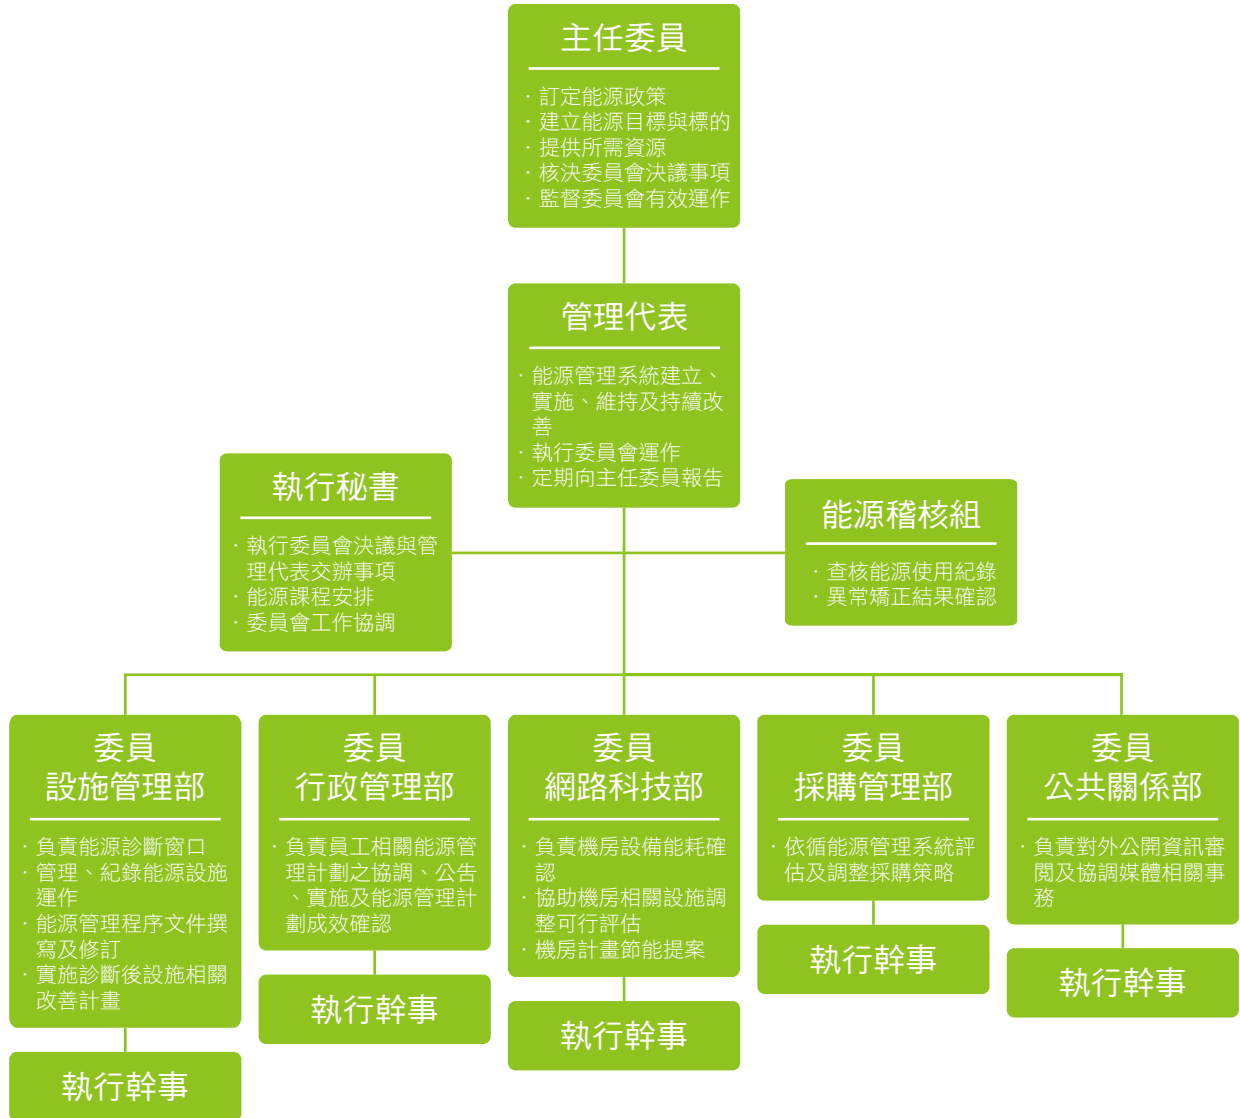 主任委員
· 訂定能源政策
· 建立能源目標與標的
· 提供所需資源
· 核決委員會決議事項
· 監督委員會有效運作
管理代表
· 能源管理系統建立、
實施、維持及持續改
善
· 執行委員會運作
· 定期向主任委員報告
執行秘書
· 執行委員會決議與管
理代表交辦事項
· 能源課程安排
· 委員會工作協調
能源稽核組
· 查核能源使用紀錄
· 異常矯正結果確認
委員
設施管理部
· 負責能源診斷窗口
· 管理、紀錄能源設施
運作
· 能源管理程序文件撰
寫及修訂
· 實施診斷後設施相關
改善計畫
執行幹事
委員
行政管理部
· 負責員工相關能源管
理計劃之協調、公告
、實施及能源管理計
劃成效確認
執行幹事
委員
網路科技部
· 負責機房設備能耗確
認
· 協助機房相關設施調
整可行評估
· 機房計畫節能提案
執行幹事
委員
採購管理部
· 依循能源管理系統評
估及調整採購策略
執行幹事
委員
公共關係部
· 負責對外公開資訊審
閱及協調媒體相關事
務
執行幹事